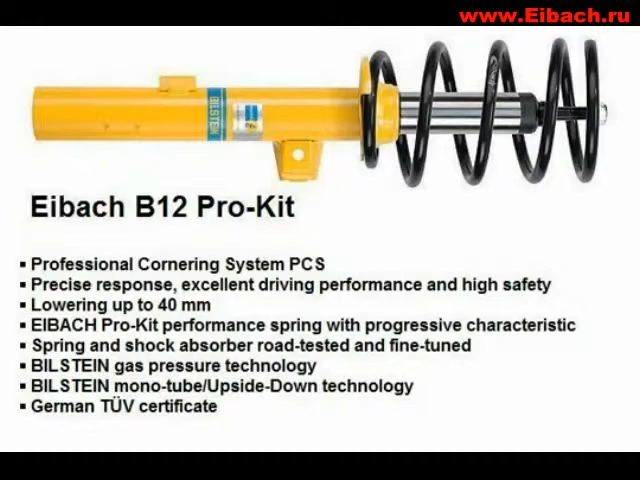 www.Eibach.ru
BILSTEIN
Eibach B12 Pro-Kit
▪ Professional Cornering System PCS
▪ Precise response, excellent driving performance and high safety
▪ Lowering up to 40 mm
▪ EIBACH Pro-Kit performance spring with progressive characteristic
▪ Spring and shock absorber road-tested and fine-tuned
▪ BILSTEIN gas pressure technology
▪ BILSTEIN mono-tube/Upside-Down technology
▪ German TÜV certificate